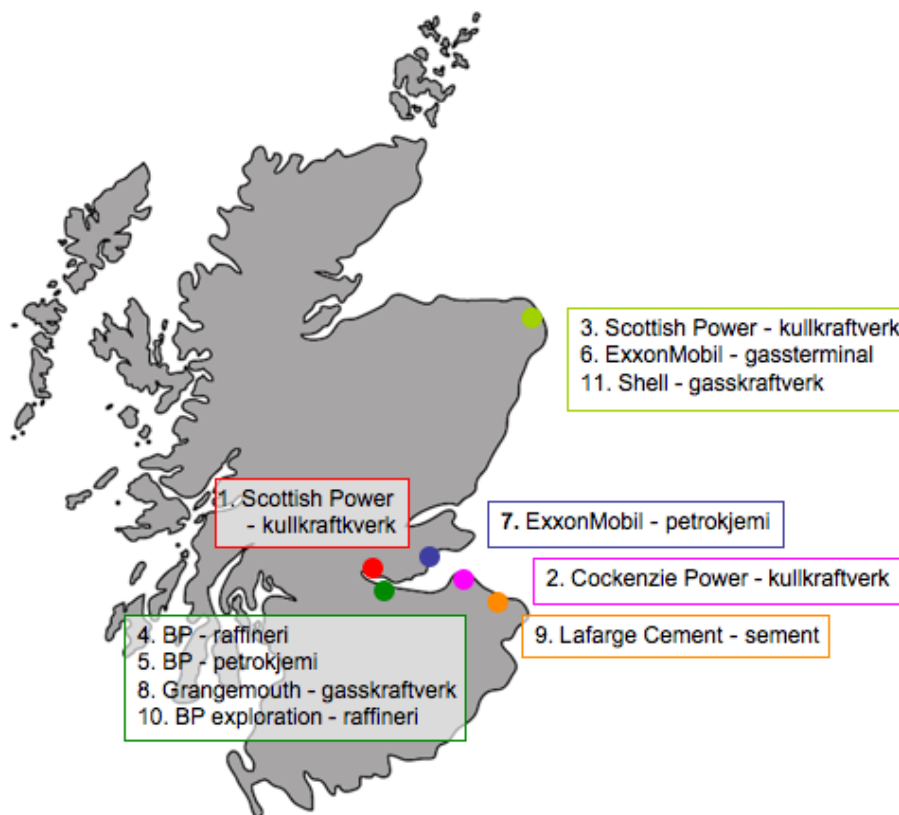 3. Scottish Power - kullkraftverk
6. ExxonMobil - gassterminal
11. Shell - gasskraftverk
1. Scottish Power
- kullkraftkverk
7. ExxonMobil - petrokjemi
2. Cockenzie Power - kullkraftverk
9. Lafarge Cement - sement
4. BP - raffineri
5. BP - petrokjemi
8. Grangemouth - gasskraftverk
10. BP exploration - raffineri